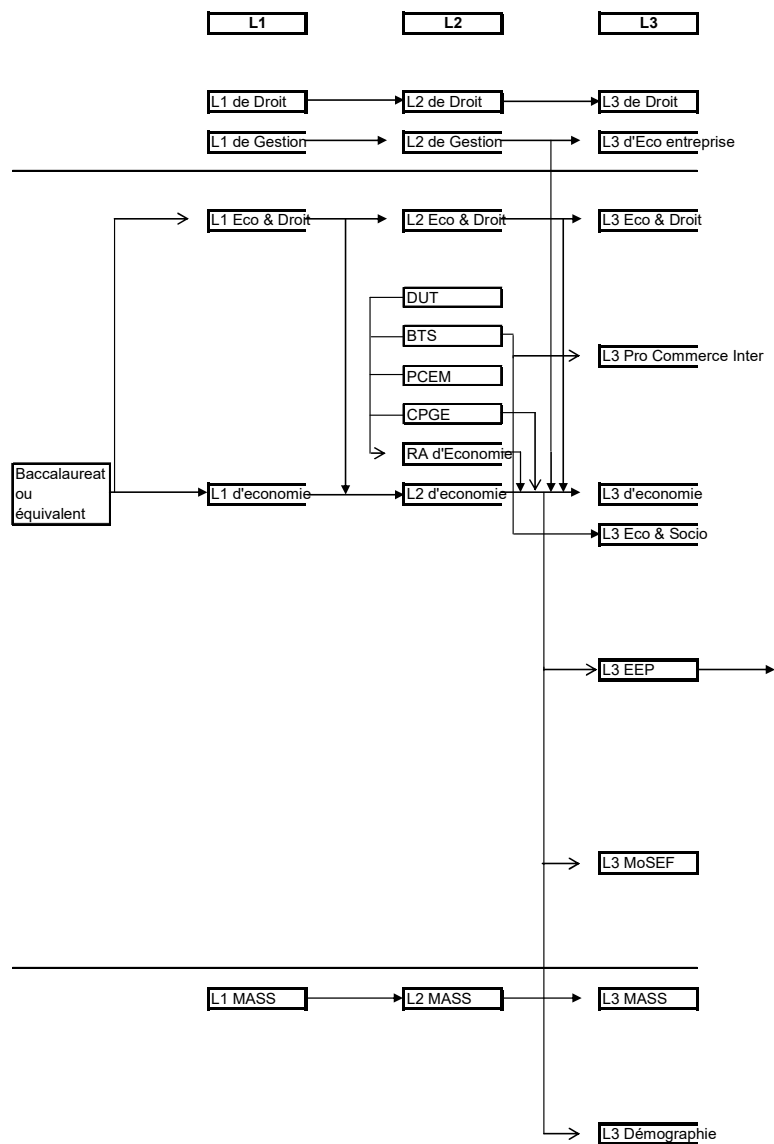 L1 L2 L3
L1 de Droit L2 de Droit L3 de Droit
L1 de Gestion L2 de Gestion L3 d'Eco entreprise
L1 Eco & Droit L2 Eco & Droit L3 Eco & Droit
DUT
BTS
L3 Pro Commerce Inter
PCEM
CPGE
RA d'Economie
Baccalaureat
ou
équivalent
L1 d'economie L2 d'economie L3 d'economie
L3 Eco & Socio
L3 EEP
L3 MoSEF
L1 MASS L2 MASS L3 MASS
L3 Démographie